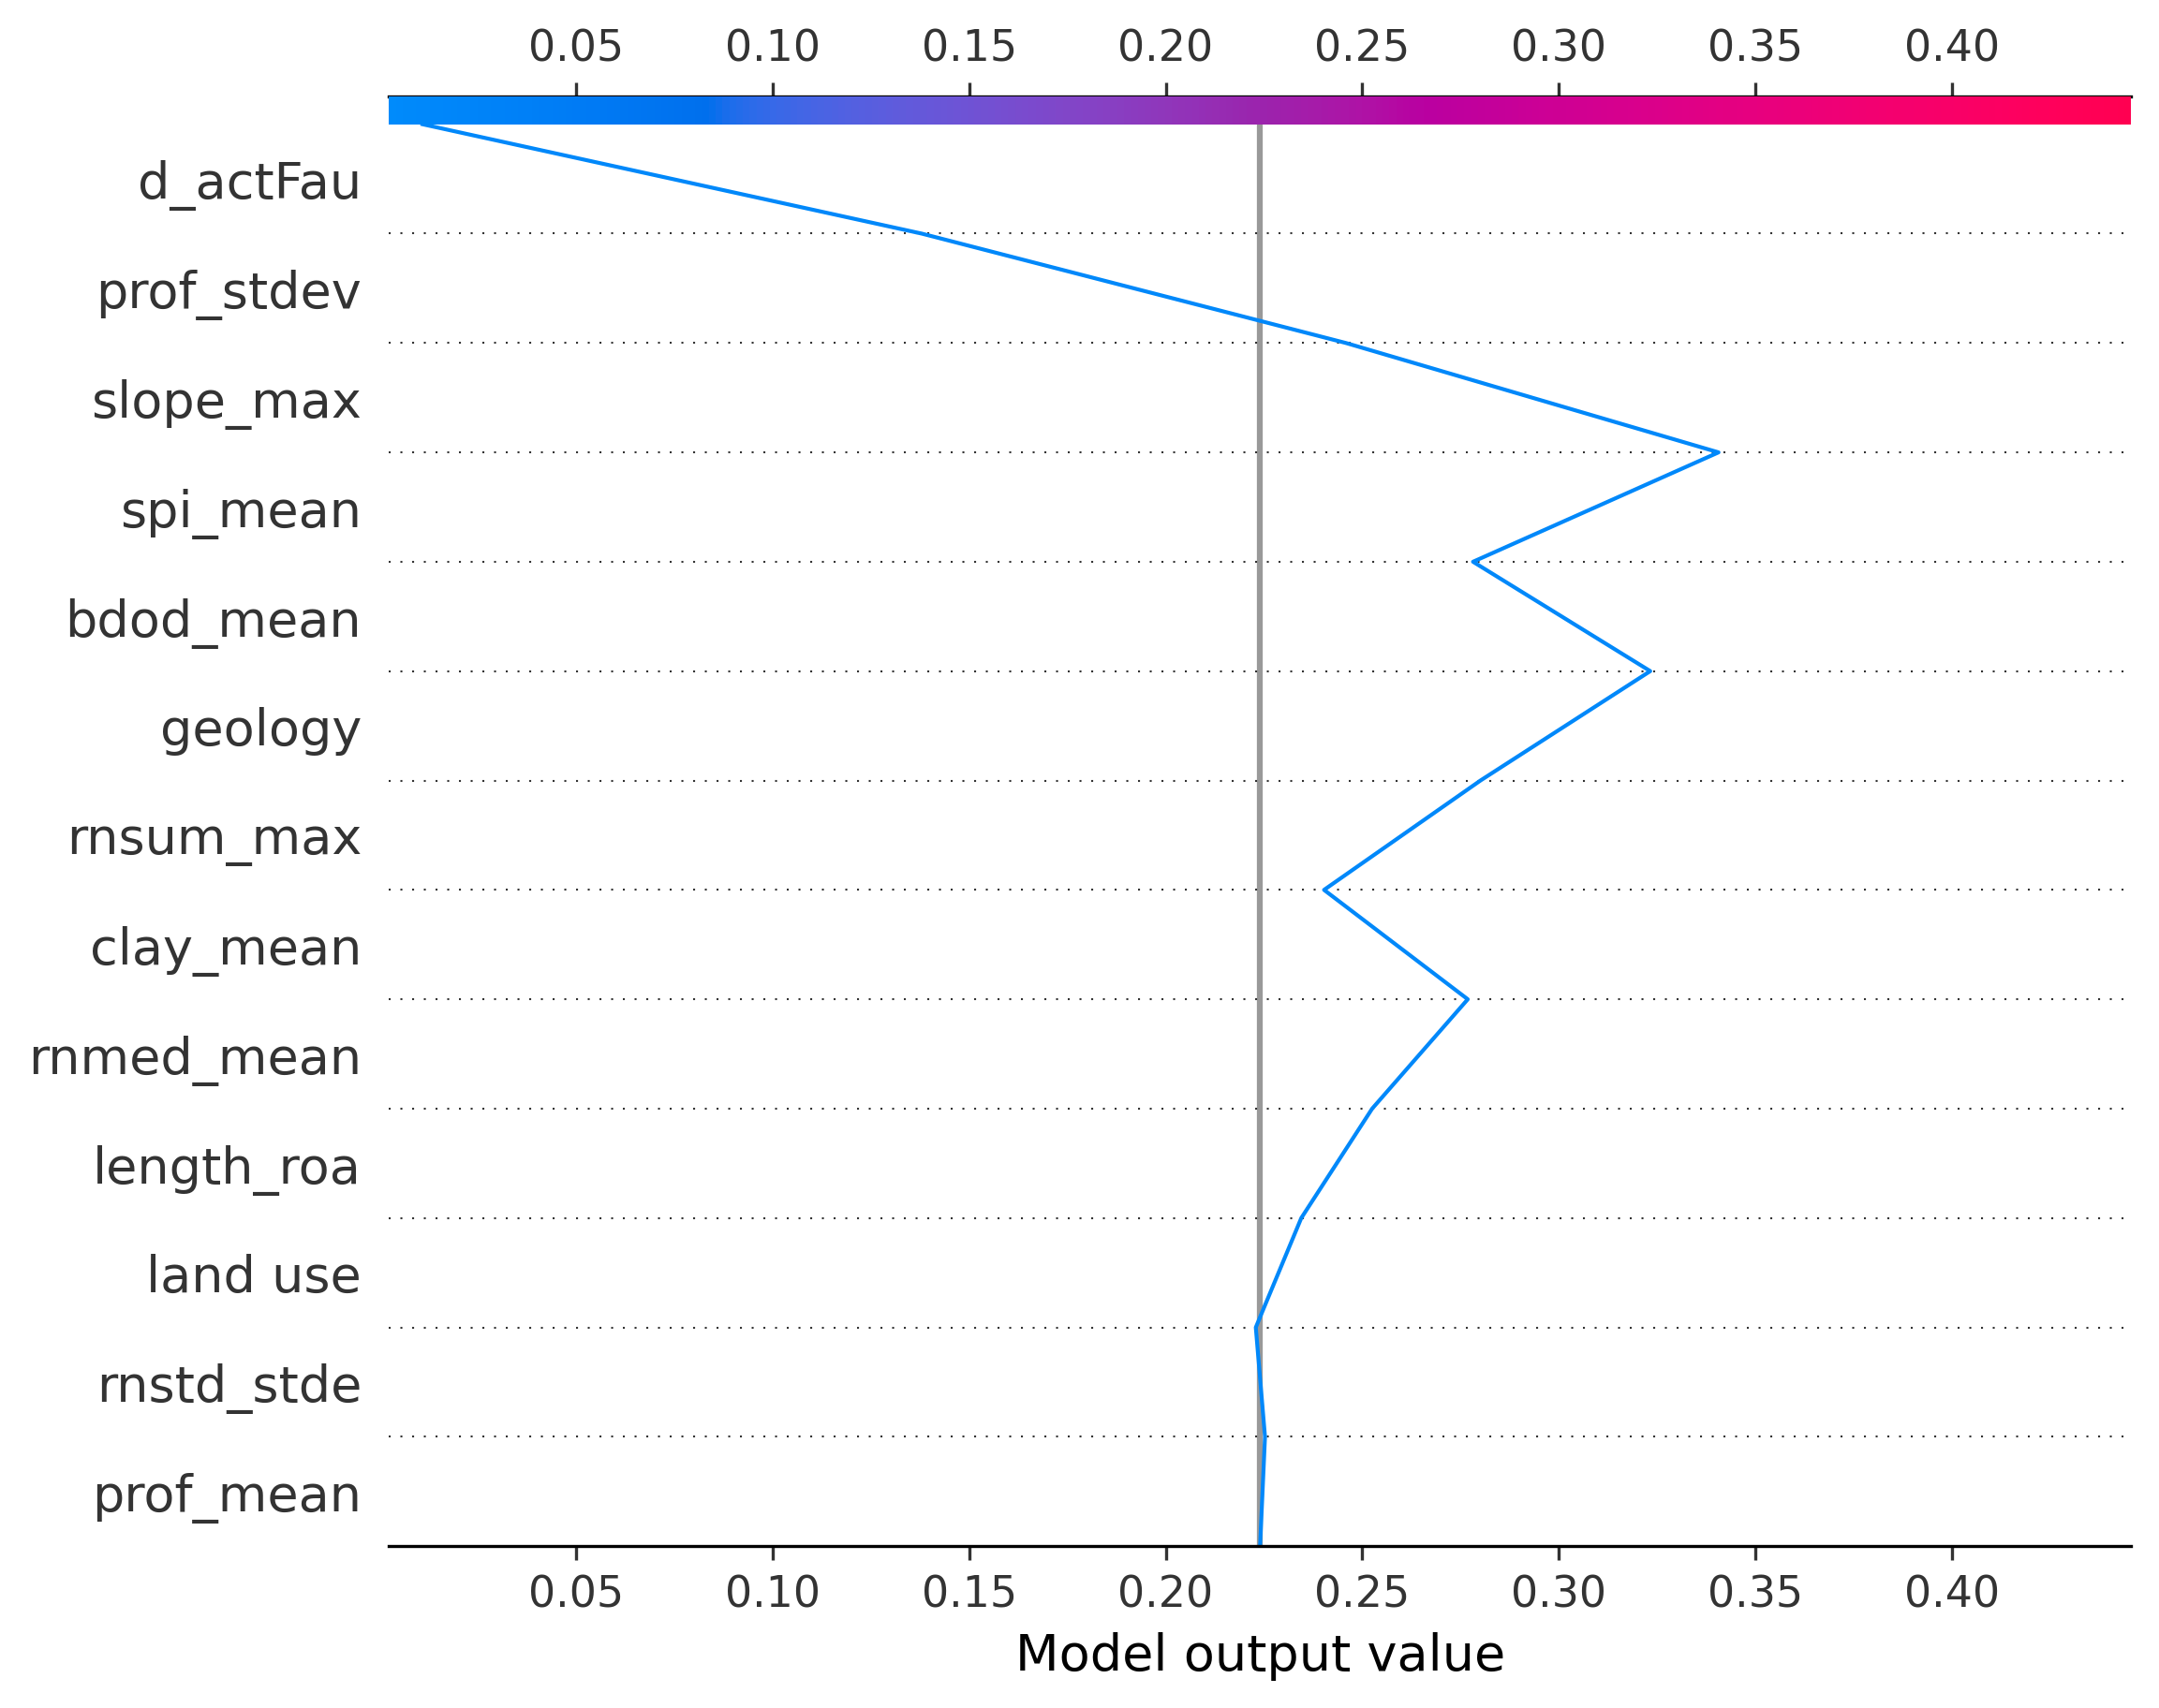 0.05 0.10 0.15 0.20 0.25 0.30 0.35 0.40
d_actFau
prof_stdev
slope_max
spi_mean
bdod_mean
geology
rnsum_max
clay_mean
rnmed_mean
length_roa
land use
rnstd_stde
prof_mean
0.05 0.10 0.15 0.20 0.25 0.30 0.35 0.40
Model output value